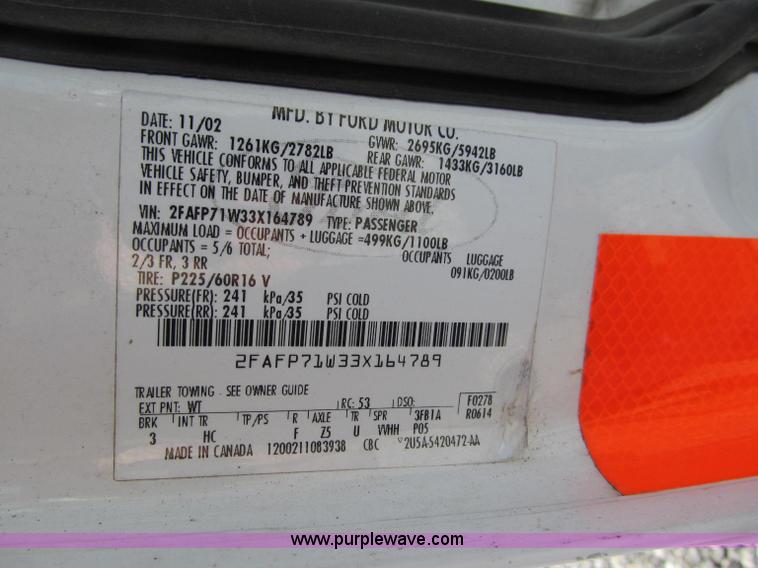 MFD. BY FORD MOTOR CO.
DATE: 11/02 GVWR: 2695KG/5942LB
FRONT GAWR: 1261KG/2782LB REAR GAWR: 1433KG/3160LB
THIS VEHICLE CONFORMS TO ALL APPLICABLE FEDERAL MOTOR
VEHICLE SAFETY, BUMPER, AND THEFT PREVENTION STANDARDS
IN EFFECT ON THE DATE OF MANUFACTURE SHOWN ABOVE.
VIN: 2FAFP71W33X164789 TYPE: PASSENGER
MAXIMUM LOAD = OCCUPANTS + LUGGAGE =499KG/1100LB
OCCUPANTS = 5/6 TOTAL; OCCUPANTS LUGGAGE
2/3 FR, 3 RR 091KG/0200LB
TIRE: P225/60R16 V
PRESSURE(FR): 241 kPa/35 PSI COLD
PRESSURE(RR): 241 kPa/35 PSI COLD
2FAFP71W33X164789
TRAILER TOWING - SEE OWNER GUIDE
EXT PNT: WT RC: 53 DSO: F0278
BRK INT TR TP/PS R AXLE TR SPR 3FB1A R0614
3 HC F Z5 U VVHH P05
MADE IN CANADA 1200211083938 CBC 2U5A-5420472-AA
www.purplewave.com